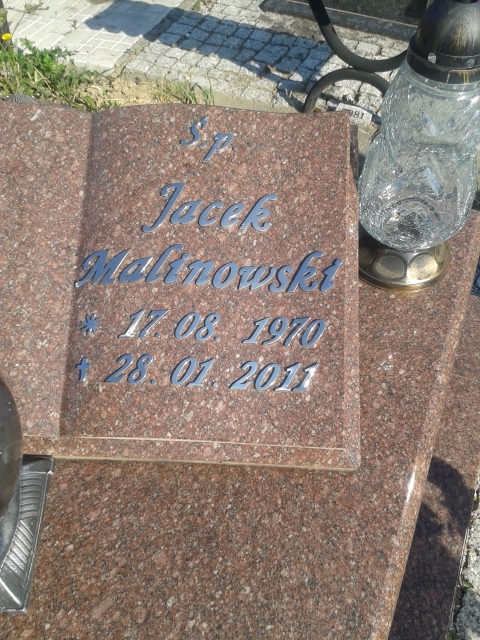 Ś.p.
Jacek
Malinowski
* 17. 08. 1970
† 28. 01. 2011